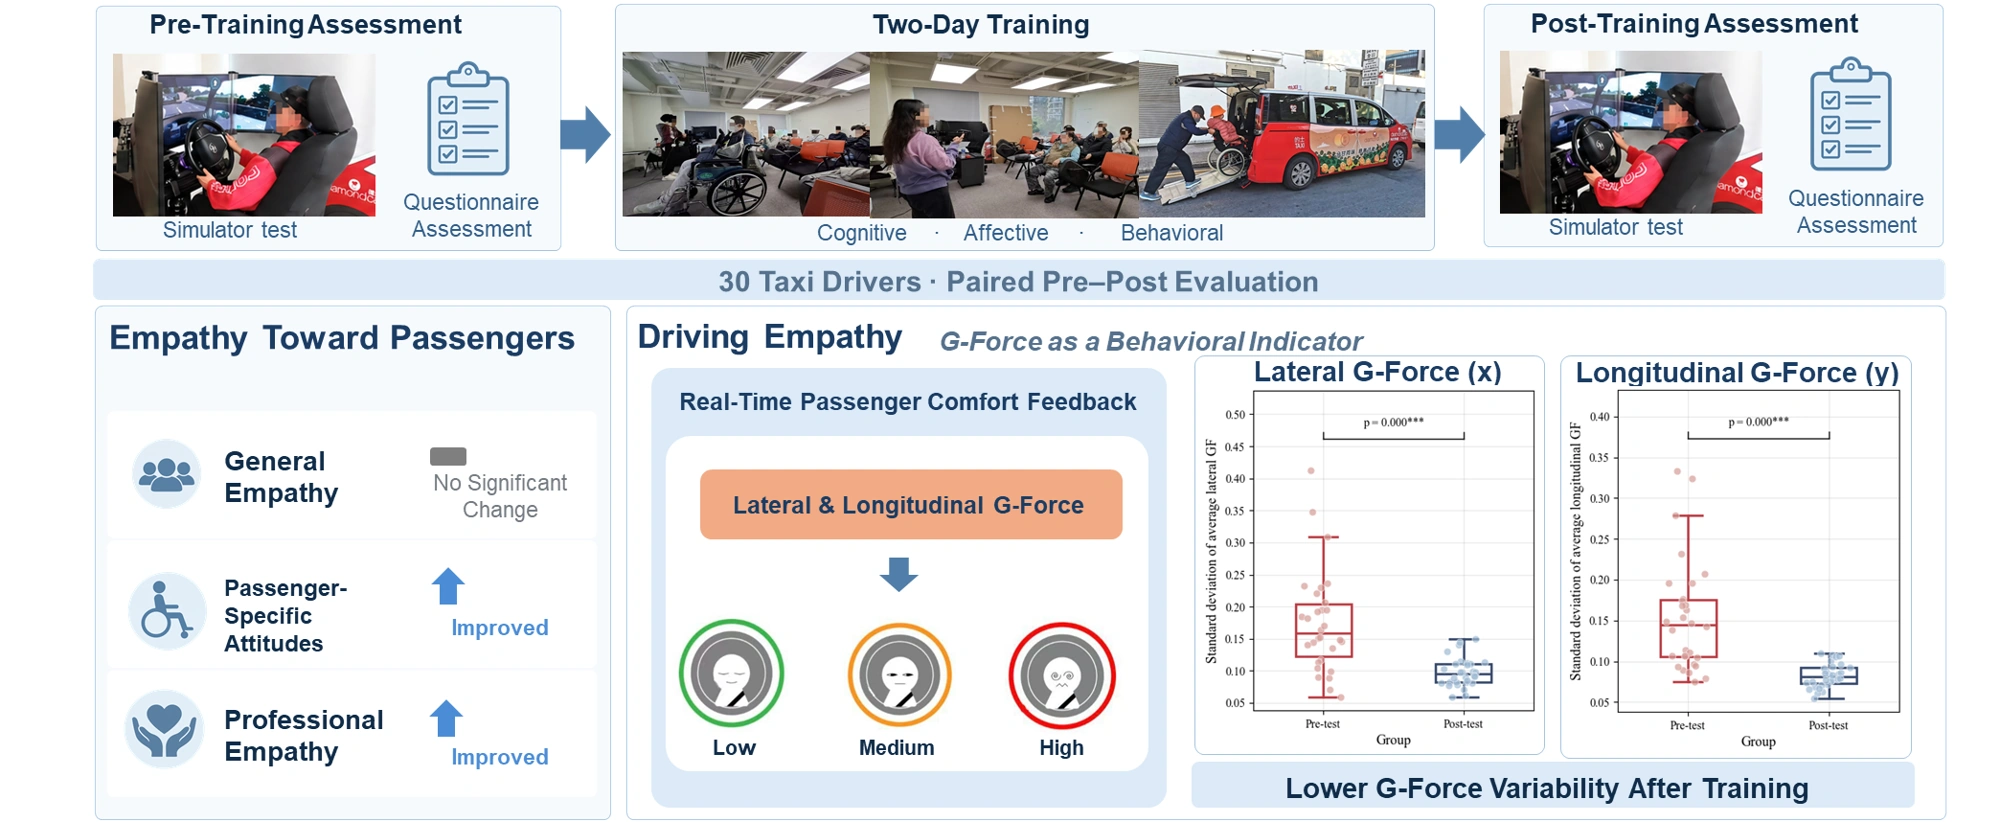 Pre-Training Assessment
Simulator test
Questionnaire
Assessment
Two-Day Training
Cognitive · Affective · Behavioral
Post-Training Assessment
Simulator test
Questionnaire
Assessment
30 Taxi Drivers · Paired Pre–Post Evaluation
Empathy Toward Passengers
General
Empathy
No Significant
Change
Passenger-
Specific
Attitudes
Improved
Professional
Empathy
Improved
Driving Empathy
G-Force as a Behavioral Indicator
Real-Time Passenger Comfort Feedback
Lateral & Longitudinal G-Force
Low
Medium
High
Lateral G-Force (x)
Standard deviation of average lateral GF
0.50
0.45
0.40
0.35
0.30
0.25
0.20
0.15
0.10
0.05
p = 0.000***
Pre-test
Post-test
Group
Longitudinal G-Force (y)
Standard deviation of average longitudinal GF
0.40
0.35
0.30
0.25
0.20
0.15
0.10
0.05
p = 0.000***
Pre-test
Post-test
Group
Lower G-Force Variability After Training